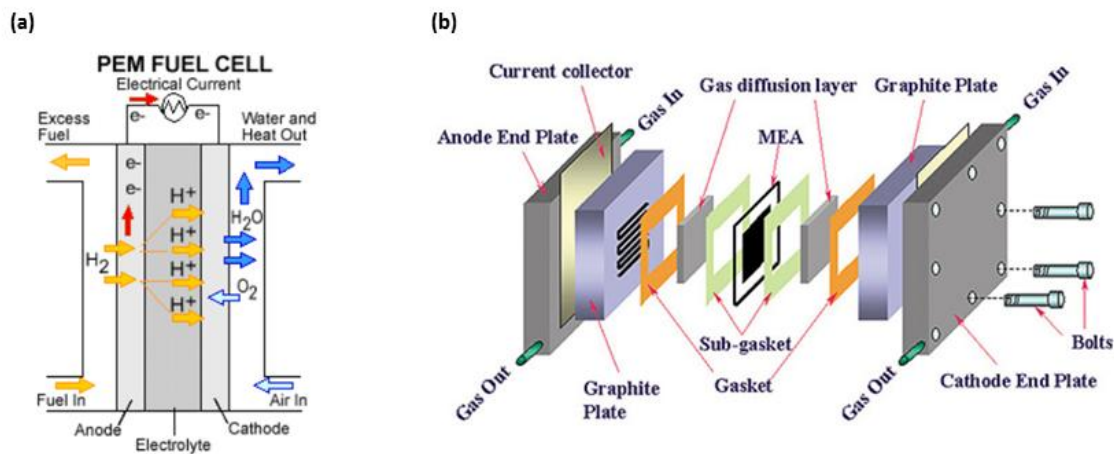 (a)
PEM FUEL CELL
Electrical Current
e-
e-
Excess
Fuel
Water and
Heat Out
e-
e-
H+
H+
H+
H+
H2
H2O
O2
Fuel In
Air In
Anode
Cathode
Electrolyte
(b)
Current collector
Gas In
Gas diffusion layer
Graphite Plate
Gas In
Anode End Plate
MEA
Sub-gasket
Bolts
Gas Out
Graphite
Plate
Gasket
Gas Out
Cathode End Plate